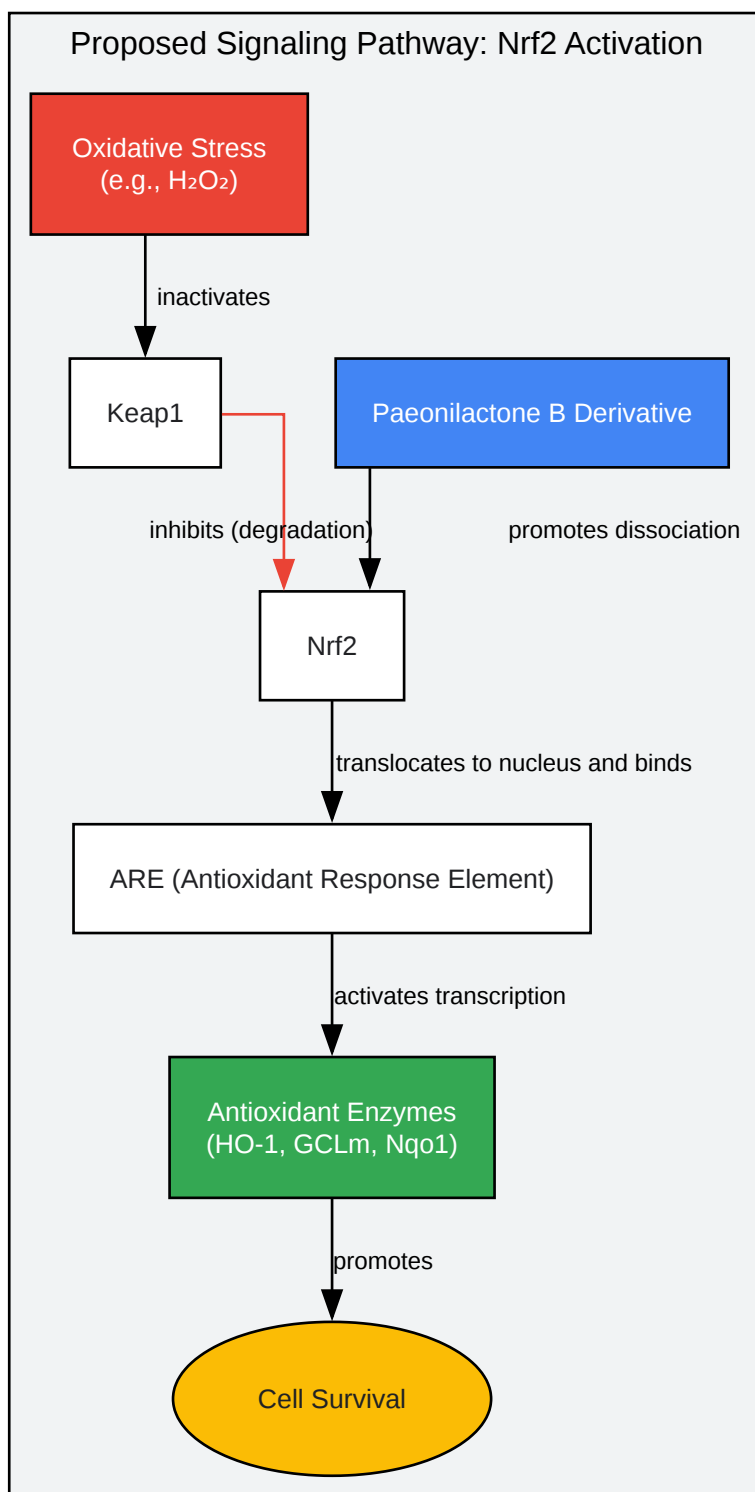 Proposed Signaling Pathway: Nrf2 Activation
Oxidative Stress
(e.g., H₂O₂)
inactivates
Keap1
Paeonilactone B Derivative
inhibits (degradation)
promotes dissociation
Nrf2
translocates to nucleus and binds
ARE (Antioxidant Response Element)
activates transcription
Antioxidant Enzymes
(HO-1, GCLm, Nqo1)
promotes
Cell Survival